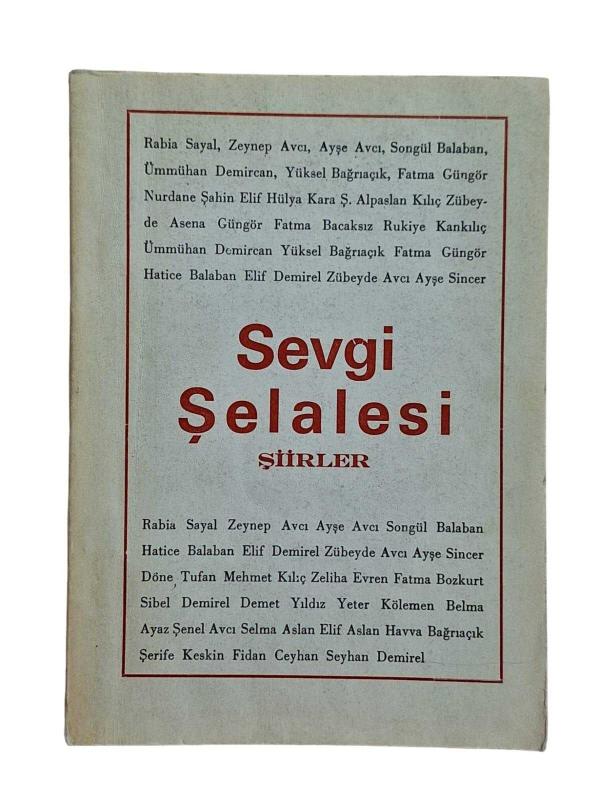 Rabia Sayal, Zeynep Avcı, Ayşe Avcı, Songül Balaban,
Ümmühan Demircan, Yüksel Bağrıaçık, Fatma Güngör
Nurdane Şahin Elif Hülya Kara Ş. Alpaslan Kılıç Zübey-
de Asena Güngör Fatma Bacaksız Rukiye Kankılıç
Ümmühan Demircan Yüksel Bağrıaçık Fatma Güngör
Hatice Balaban Elif Demirel Zübeyde Avcı Ayşe Sincer
Sevgi
Şelalesi
ŞİİRLER
Rabia Sayal Zeynep Avcı Ayşe Avcı Songül Balaban
Hatice Balaban Elif Demirel Zübeyde Avcı Ayşe Sincer
Döne Tufan Mehmet Kılıç Zeliha Evren Fatma Bozkurt
Sibel Demirel Demet Yıldız Yeter Kölemen Belma
Ayaz Şenel Avcı Selma Aslan Elif Aslan Havva Bağrıaçık
Şerife Keskin Fidan Ceyhan Seyhan Demirel